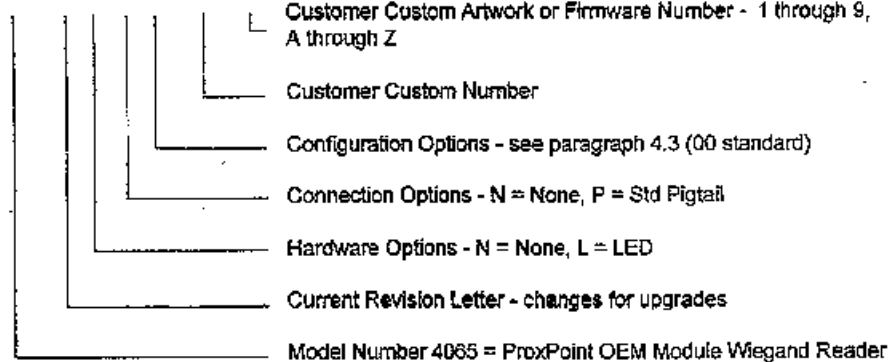 Customer Custom Artwork or Firmware Number - 1 through 9,
A through Z
Customer Custom Number
Configuration Options - see paragraph 4.3 (00 standard)
Connection Options - N = None, P = Std Pigtail
Hardware Options - N = None, L = LED
Current Revision Letter - changes for upgrades
Model Number 4065 = ProxPoint OEM Module Wiegand Reader